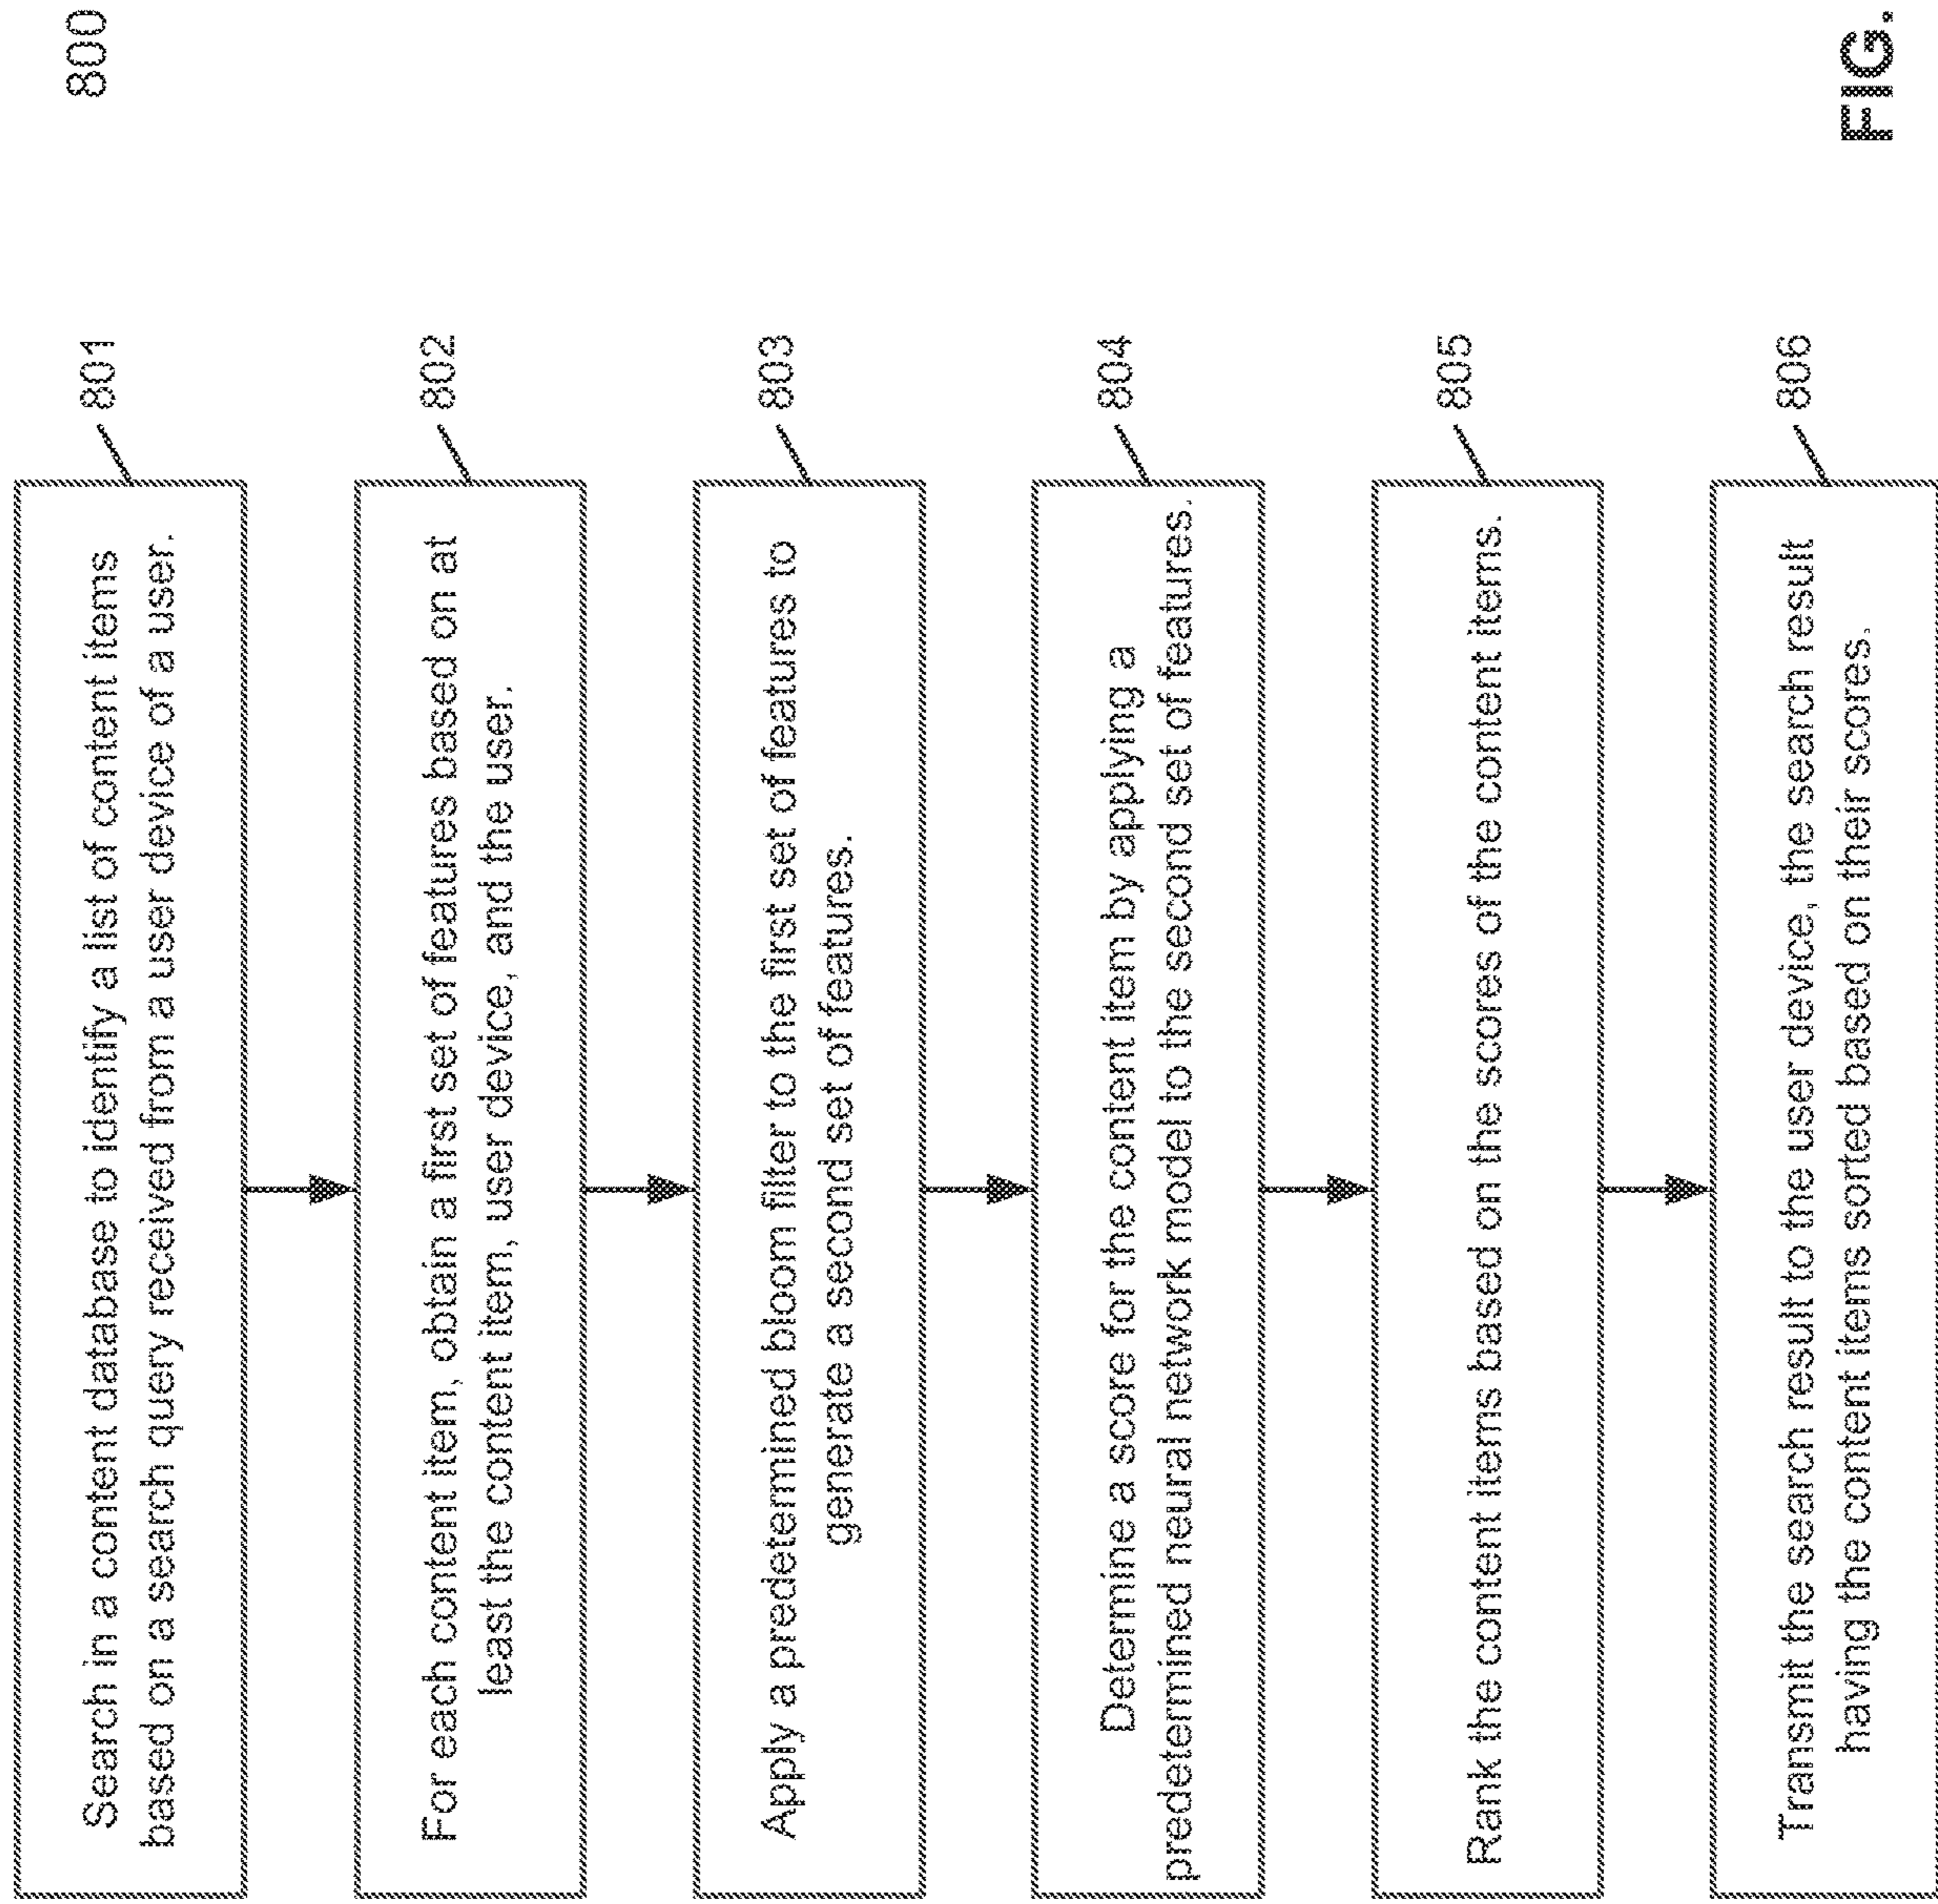 800
Search in a content database to identify a list of content items
based on a search query received from a user device of a user.
801
For each content item, obtain a first set of features based on at
least the content item, user device, and the user.
802
Apply a predetermined bloom filter to the first set of features to
generate a second set of features.
803
Determine a score for the content item by applying a
predetermined neural network model to the second set of features.
804
Rank the content items based on the scores of the content items.
805
Transmit the search result to the user device, the search result
having the content items sorted based on their scores.
806
FIG.